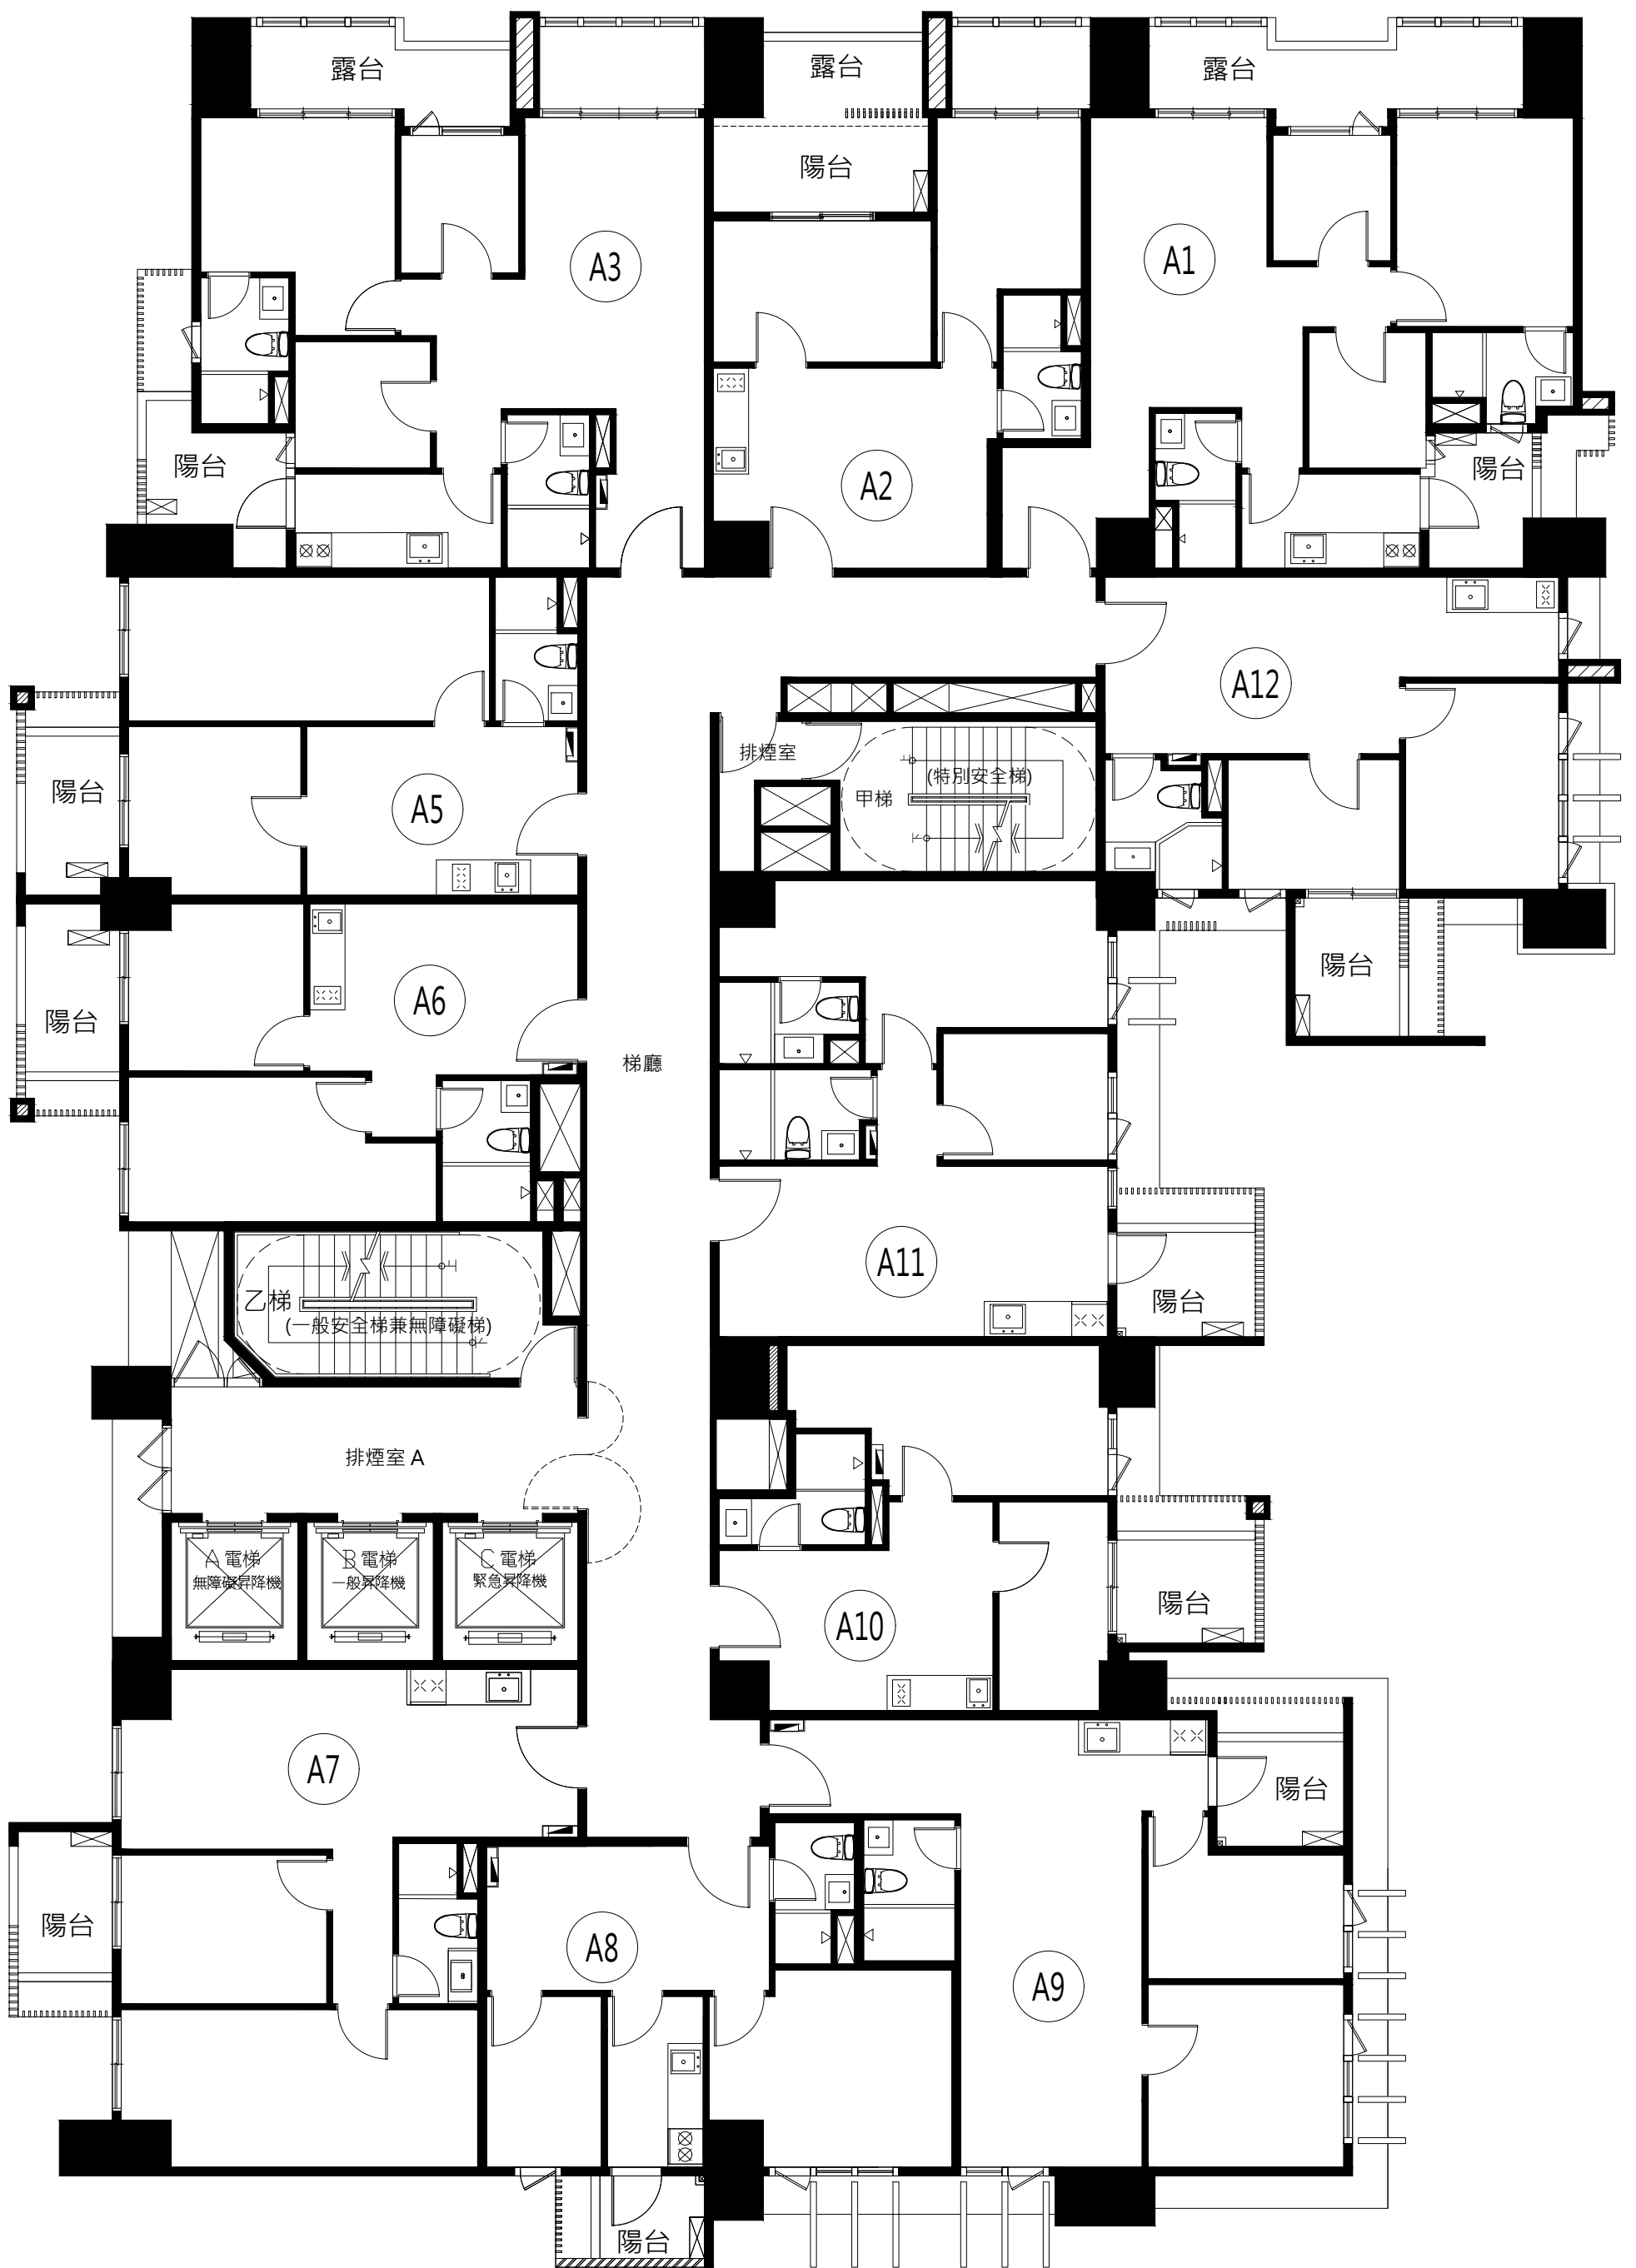 露台
露台
露台
陽台
A3
A1
陽台
A2
陽台
A12
排煙室
(特別安全梯)
甲梯
陽台
A5
陽台
A6
陽台
梯廳
A11
乙梯
(一般安全梯兼無障礙梯)
陽台
排煙室 A
A 電梯
無障礙昇降機
B 電梯
一般昇降機
C 電梯
緊急昇降機
陽台
A10
A7
陽台
陽台
A8
A9
陽台